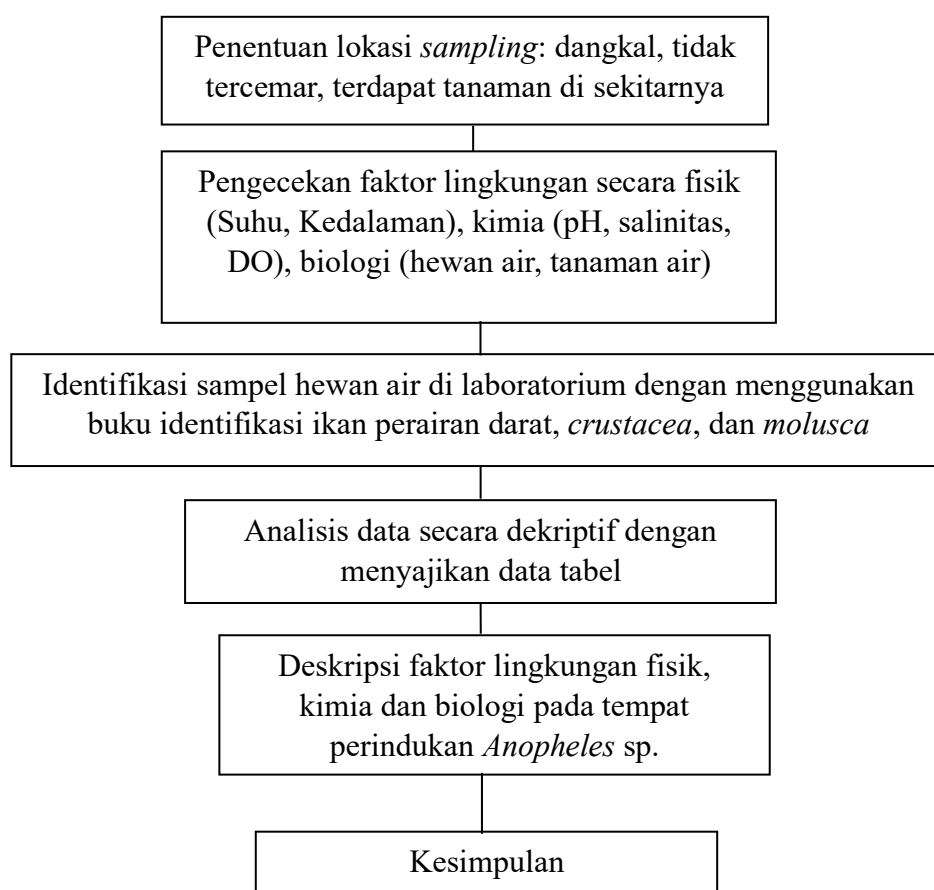 Penentuan lokasi sampling: dangkal, tidak
tercemar, terdapat tanaman di sekitarnya
Pengecekan faktor lingkungan secara fisik
(Suhu, Kedalaman), kimia (pH, salinitas,
DO), biologi (hewan air, tanaman air)
Identifikasi sampel hewan air di laboratorium dengan menggunakan
buku identifikasi ikan perairan darat, crustacea, dan molusca
Analisis data secara dekriptif dengan
menyajikan data tabel
Deskripsi faktor lingkungan fisik,
kimia dan biologi pada tempat
perindukan Anopheles sp.
Kesimpulan